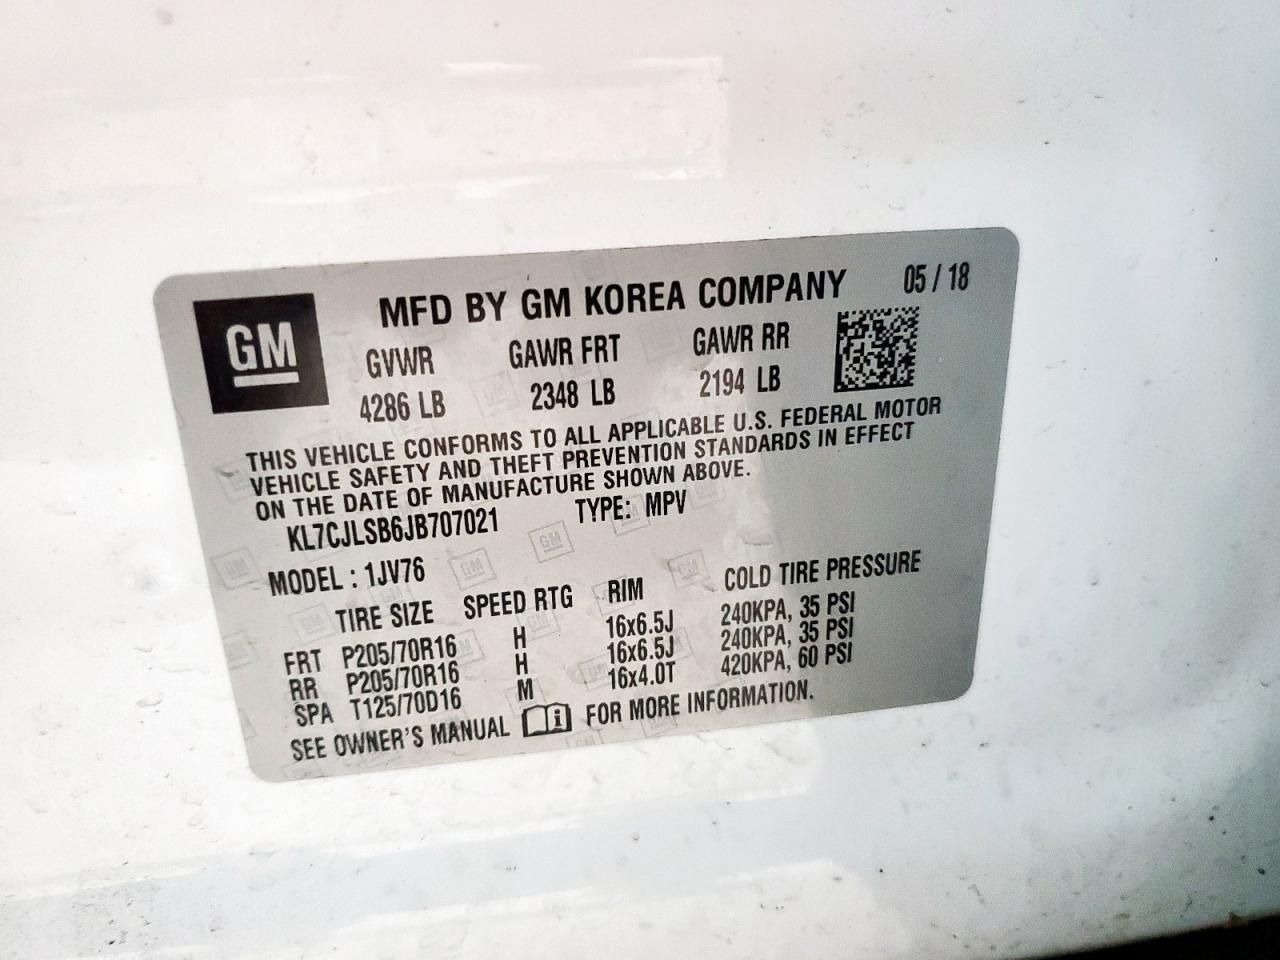 GM
MFD BY GM KOREA COMPANY 05 / 18
GVWR GAWR FRT GAWR RR
4286 LB 2348 LB 2194 LB
THIS VEHICLE CONFORMS TO ALL APPLICABLE U.S. FEDERAL MOTOR
VEHICLE SAFETY AND THEFT PREVENTION STANDARDS IN EFFECT
ON THE DATE OF MANUFACTURE SHOWN ABOVE.
KL7CJLSB6JB707021 TYPE: MPV
MODEL : 1JV76
TIRE SIZE SPEED RTG RIM COLD TIRE PRESSURE
FRT P205/70R16 H 16x6.5J 240KPA, 35 PSI
RR P205/70R16 H 16x6.5J 240KPA, 35 PSI
SPA T125/70D16 M 16x4.0T 420KPA, 60 PSI
SEE OWNER'S MANUAL i FOR MORE INFORMATION.